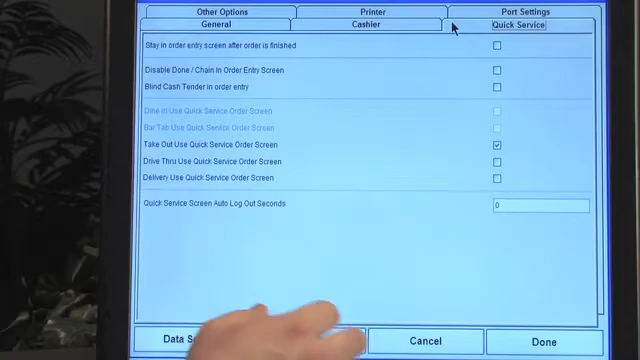 Other Options Printer Port Settings
General Cashier Quick Service
Stay in order entry screen after order is finished
Disable Done / Chain In Order Entry Screen
Blind Cash Tender in order entry
Dine In Use Quick Service Order Screen
Bar Tab Use Quick Service Order Screen
Take Out Use Quick Service Order Screen
Drive Thru Use Quick Service Order Screen
Delivery Use Quick Service Order Screen
Quick Service Screen Auto Log Out Seconds 0
Data Cancel Done